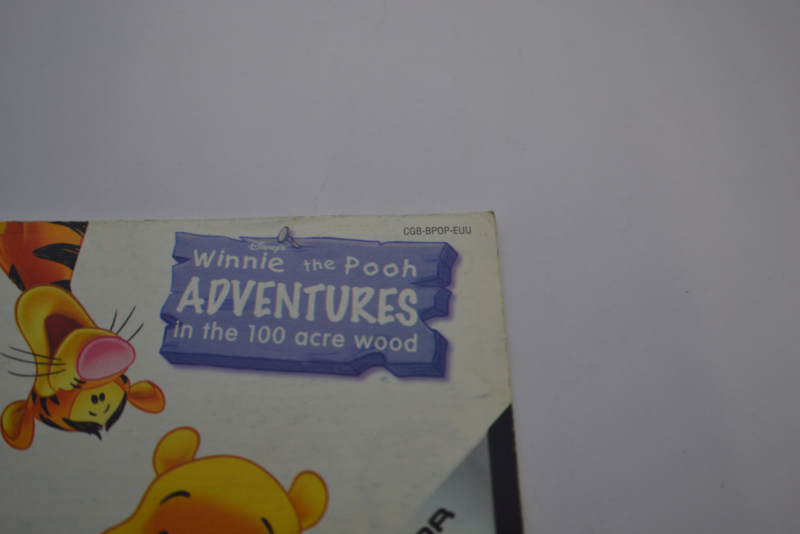 CGB-BPOP-EUU
Disney's
Winnie the Pooh
ADVENTURES
in the 100 acre wood